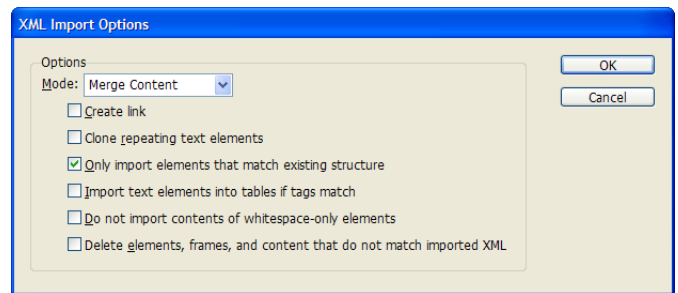 XML Import Options
Options
Mode: Merge Content
Create link
Clone repeating text elements
Only import elements that match existing structure
Import text elements into tables if tags match
Do not import contents of whitespace-only elements
Delete elements, frames, and content that do not match imported XML
OK
Cancel